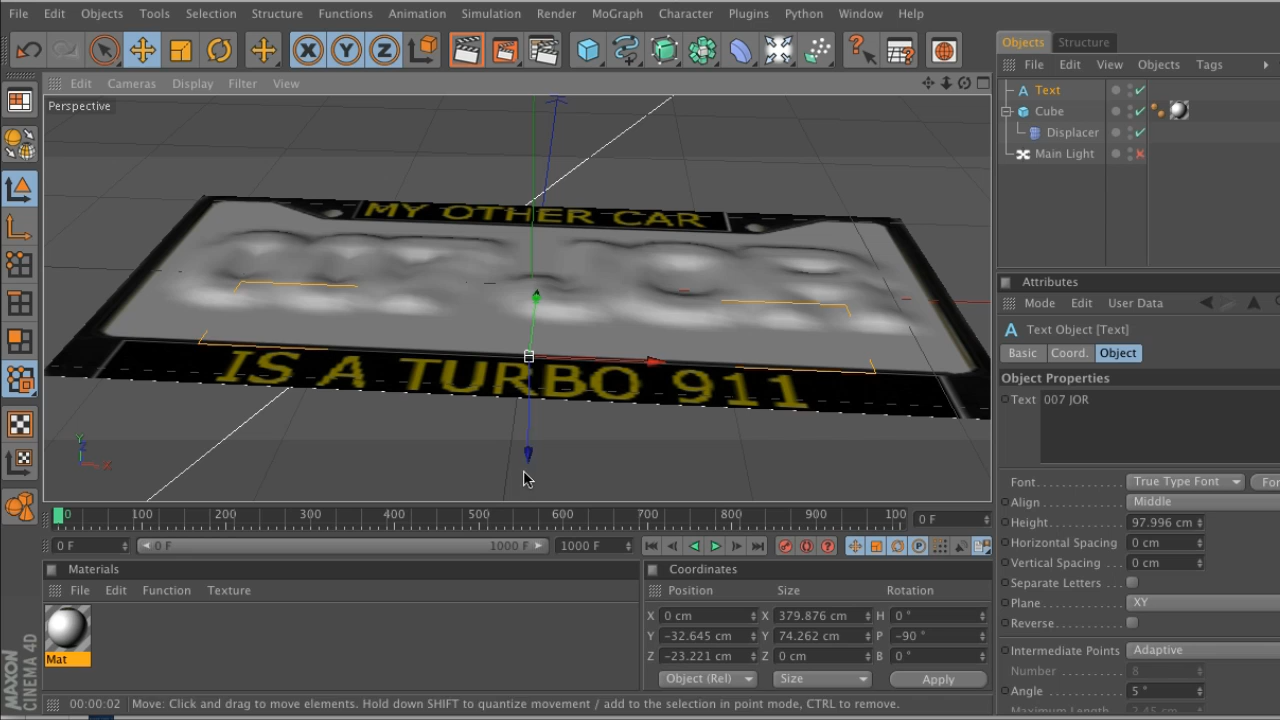 File Edit Objects Tools Selection Structure Functions Animation Simulation Render MoGraph Character Plugins Python Window Help
X Y Z
Edit Cameras Display Filter View
Perspective
MY OTHER CAR
IS A TURBO 911
Y
Z
X
Objects Structure
File Edit View Objects Tags
Text
Cube
Displacer
Main Light
Attributes
Mode Edit User Data
Text Object [Text]
Basic Coord. Object
Object Properties
Text 007 JOR
Font True Type Font
Align Middle
Height 97.996 cm
Horizontal Spacing 0 cm
Vertical Spacing 0 cm
Separate Letters
Plane XY
Reverse
Intermediate Points Adaptive
Number 8
Angle 5 °
Maximum Length 2.45 cm
0 100 200 300 400 500 600 700 800 900 100 0 F
0 F 0 F 1000 F 1000 F
Materials
File Edit Function Texture
Mat
Coordinates
Position Size Rotation
X 0 cm X 379.876 cm H 0 °
Y -32.645 cm Y 74.262 cm P -90 °
Z -23.221 cm Z 0 cm B 0 °
Object (Rel) Size Apply
MAXON
CINEMA 4D
00:00:02 Move: Click and drag to move elements. Hold down SHIFT to quantize movement / add to the selection in point mode, CTRL to remove.